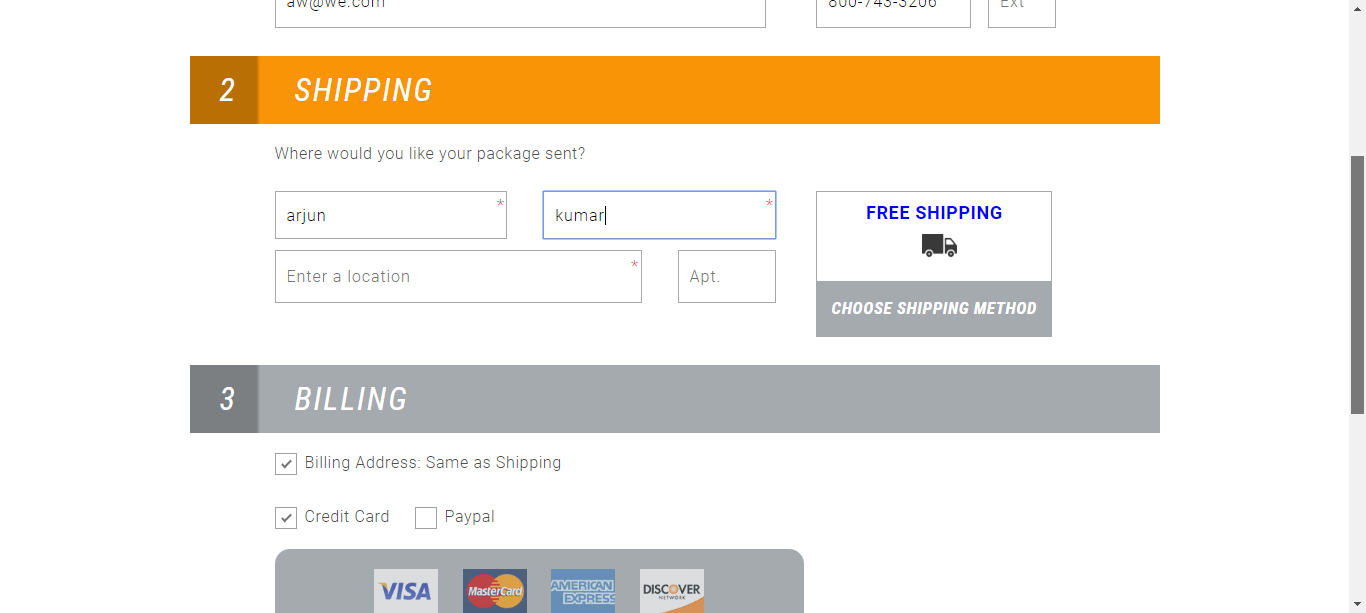 aw@we.com 800-743-3206 Ext
2 SHIPPING
Where would you like your package sent?
arjun * kumar *
FREE SHIPPING
Enter a location * Apt.
CHOOSE SHIPPING METHOD
3 BILLING
Billing Address: Same as Shipping
Credit Card Paypal
VISA MasterCard AMERICAN EXPRESS DISCOVER NETWORK